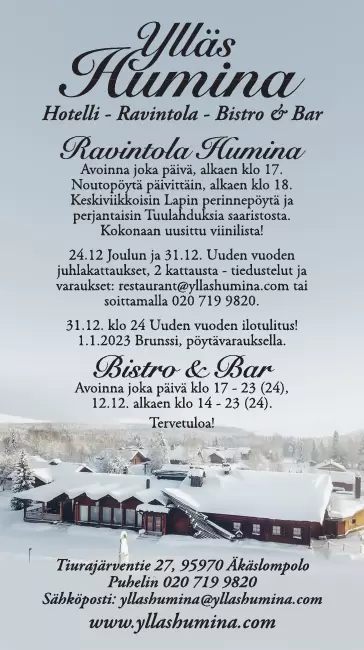 Ylläs
Humina
Hotelli - Ravintola - Bistro & Bar
Ravintola Humina
Avoinna joka päivä, alkaen klo 17.
Noutopöytä päivittäin, alkaen klo 18.
Keskiviikkoisin Lapin perinnepöytä ja
perjantaisin Tuulahduksia saaristosta.
Kokonaan uusittu viinilista!
24.12 Joulun ja 31.12. Uuden vuoden
juhlakattaukset, 2 kattausta - tiedustelut ja
varaukset: restaurant@yllashumina.com tai
soittamalla 020 719 9820.
31.12. klo 24 Uuden vuoden ilotulitus!
1.1.2023 Brunssi, pöytävarauksella.
Bistro & Bar
Avoinna joka päivä klo 17 - 23 (24),
12.12. alkaen klo 14 - 23 (24).
Tervetuloa!
Tiurajärventie 27, 95970 Äkäslompolo
Puhelin 020 719 9820
Sähköposti: yllashumina@yllashumina.com
www.yllashumina.com